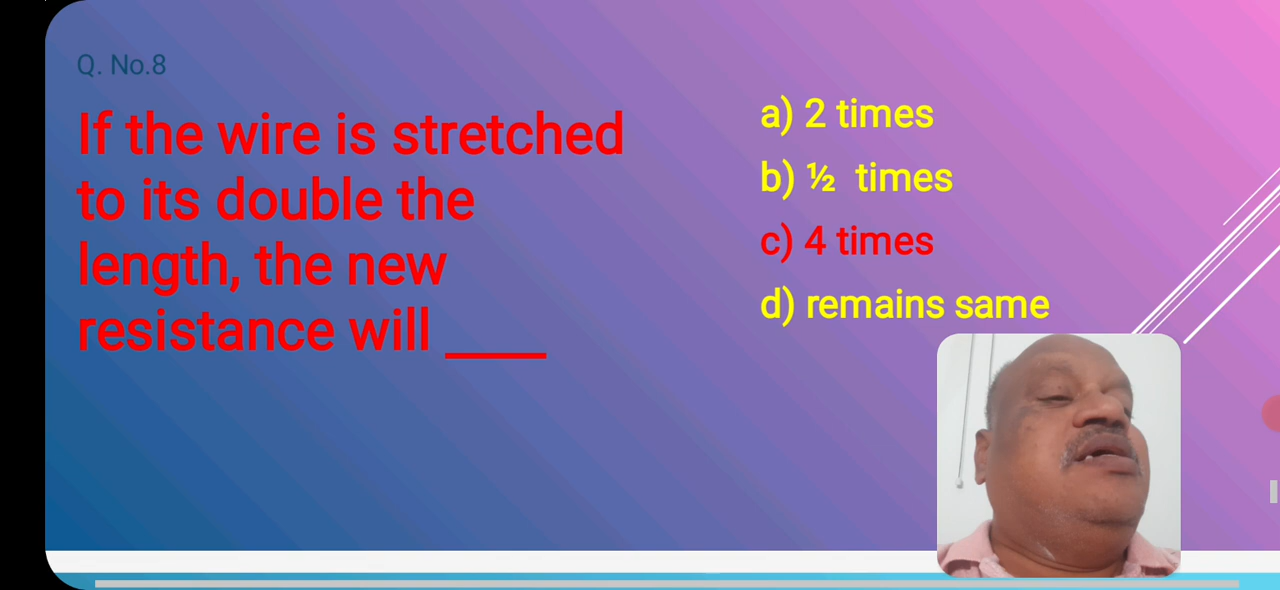 Q. No.8
If the wire is stretched
to its double the
length, the new
resistance will ____
a) 2 times
b) ½ times
c) 4 times
d) remains same